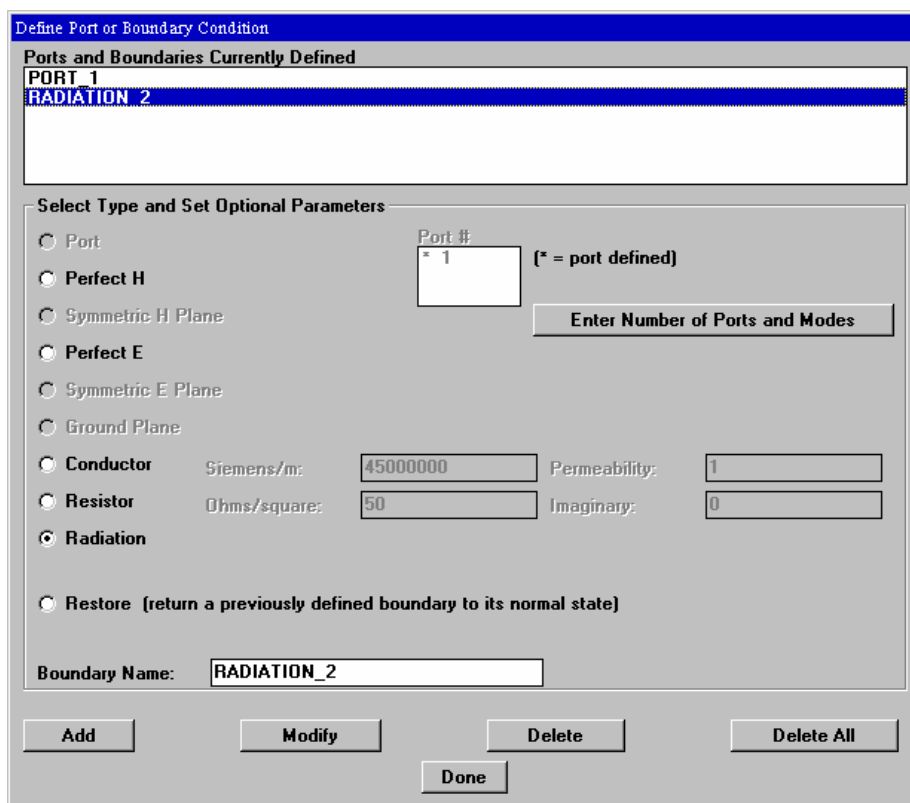 Define Port or Boundary Condition
Ports and Boundaries Currently Defined
PORT_1
RADIATION_2
Select Type and Set Optional Parameters
Port
Port #
* 1
(* = port defined)
Perfect H
Symmetric H Plane
Enter Number of Ports and Modes
Perfect E
Symmetric E Plane
Ground Plane
Conductor Siemens/m: 45000000 Permeability: 1
Resistor Ohms/square: 50 Imaginary: 0
Radiation
Restore (return a previously defined boundary to its normal state)
Boundary Name: RADIATION_2
Add Modify Delete Delete All
Done